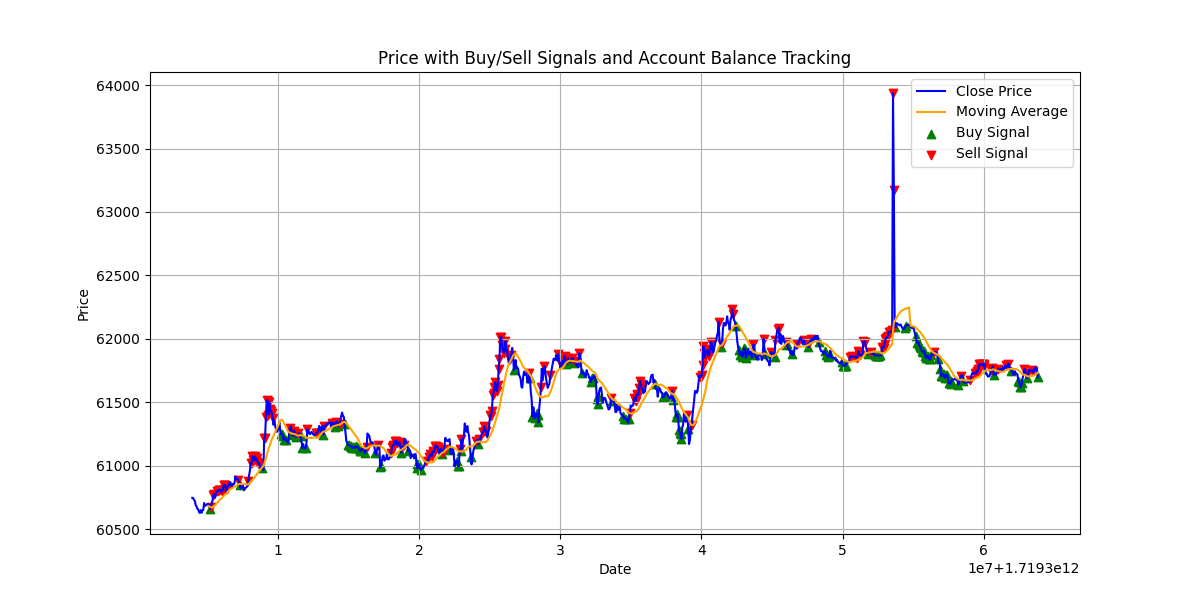 Price with Buy/Sell Signals and Account Balance Tracking
64000
63500
63000
62500
62000
61500
61000
60500
Price
Close Price
Moving Average
Buy Signal
Sell Signal
1 2 3 4 5 6
Date
1e7+1.7193e12